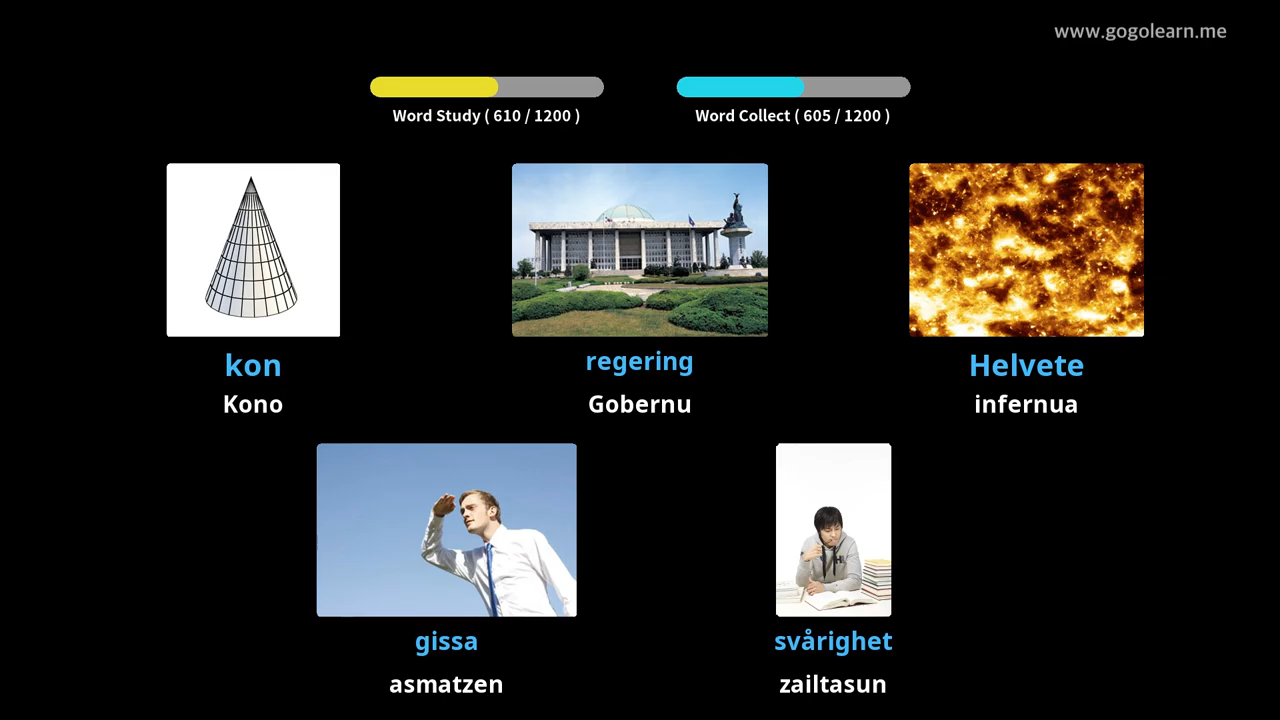 www.gogolearn.me
Word Study ( 610 / 1200 )
Word Collect ( 605 / 1200 )
kon
regering
Helvete
Kono
Gobernu
infernua
gissa
svårighet
asmatzen
zailtasun